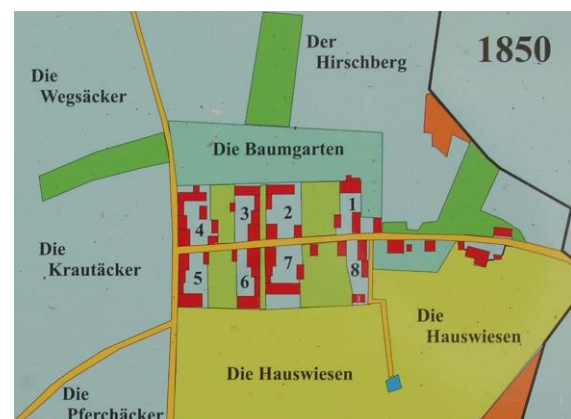 Der
Hirschberg
1850
Die
Wegsäcker
Die Baumgarten
1
2
3
4
Die
Krautäcker
5
6
7
8
Die
Hauswiesen
Die Hauswiesen
Die
Pferchäcker